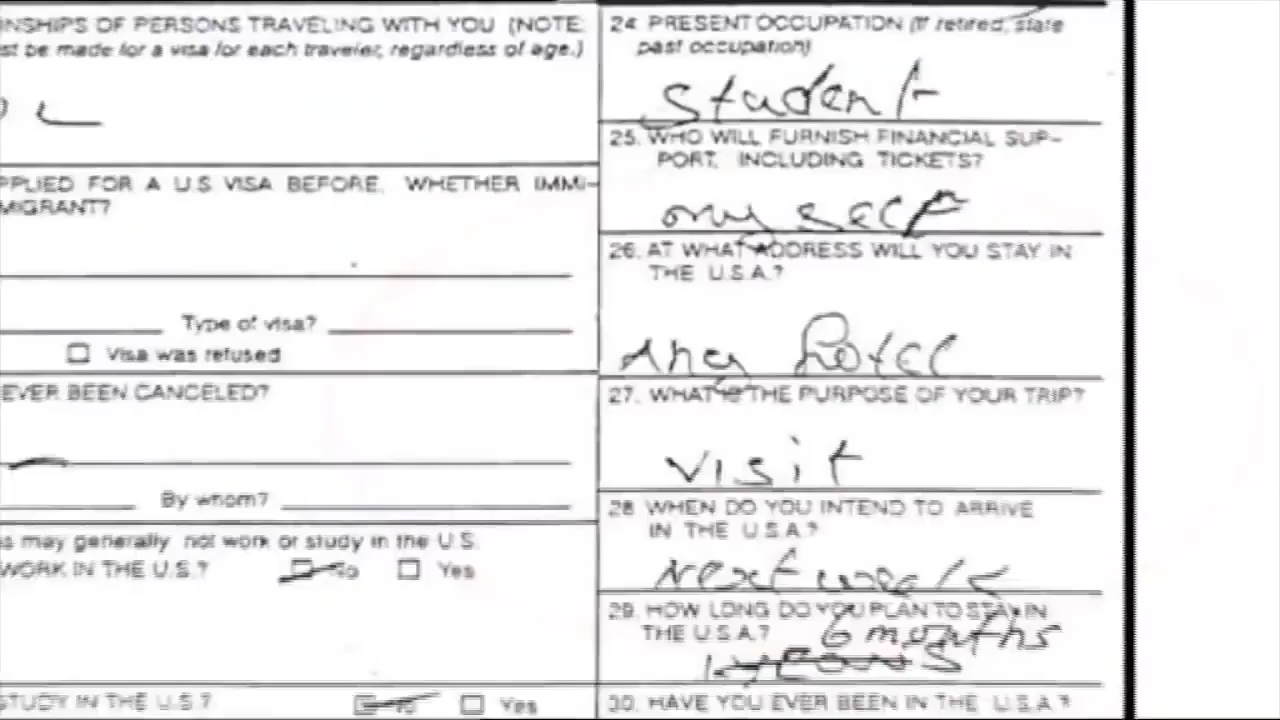 NSHIPS OF PERSONS TRAVELING WITH YOU (NOTE:
st be made for a visa for each traveler, regardless of age.)
PPLIED FOR A U.S. VISA BEFORE, WHETHER IMMI-
MIGRANT?
Type of visa?
Visa was refused
EVER BEEN CANCELED?
By whom?
s may generally not work or study in the U.S.
WORK IN THE U.S.? No Yes
STUDY IN THE U.S.? No Yes
24. PRESENT OCCUPATION (If retired, state
past occupation)
Student
25. WHO WILL FURNISH FINANCIAL SUP-
PORT, INCLUDING TICKETS?
my self
26. AT WHAT ADDRESS WILL YOU STAY IN
THE U.S.A.?
Any hotel
27. WHAT IS THE PURPOSE OF YOUR TRIP?
visit
28. WHEN DO YOU INTEND TO ARRIVE
IN THE U.S.A.?
next week
29. HOW LONG DO YOU PLAN TO STAY IN
THE U.S.A.? 6 months
30. HAVE YOU EVER BEEN IN THE U.S.A.?